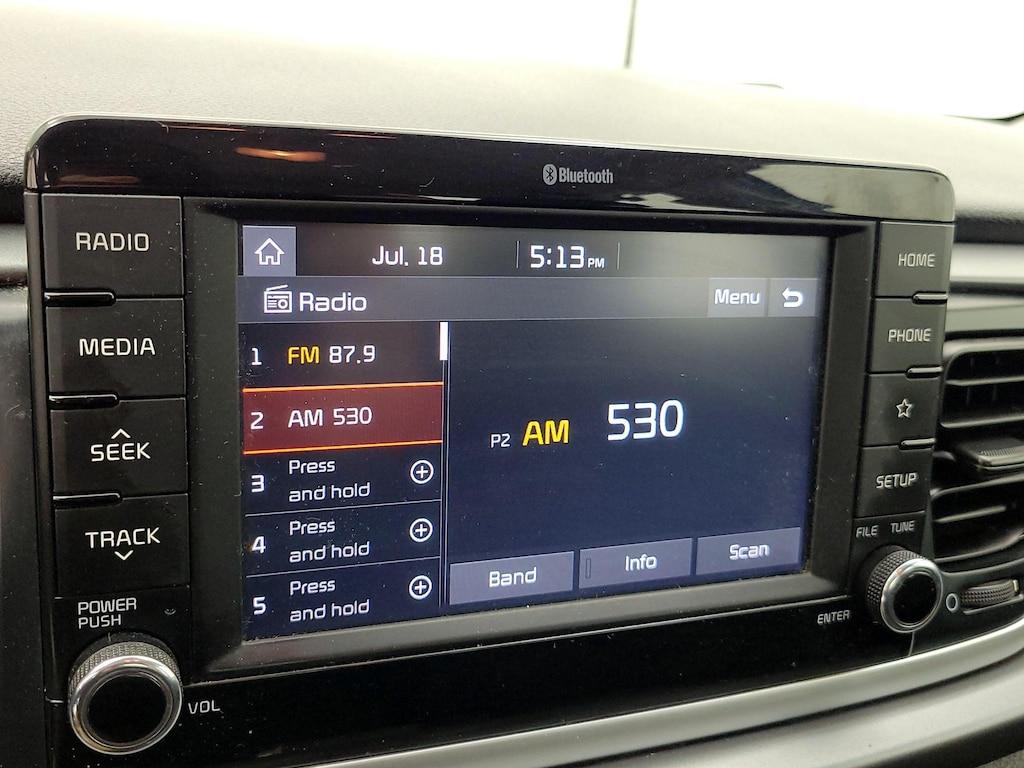 Bluetooth
RADIO
MEDIA
SEEK
TRACK
POWER
PUSH
VOL
Jul. 18
5:13 PM
Radio
Menu
1 FM 87.9
2 AM 530
3 Press
and hold
4 Press
and hold
5 Press
and hold
P2 AM 530
Band
Info
Scan
HOME
PHONE
SETUP
FILE TUNE
ENTER